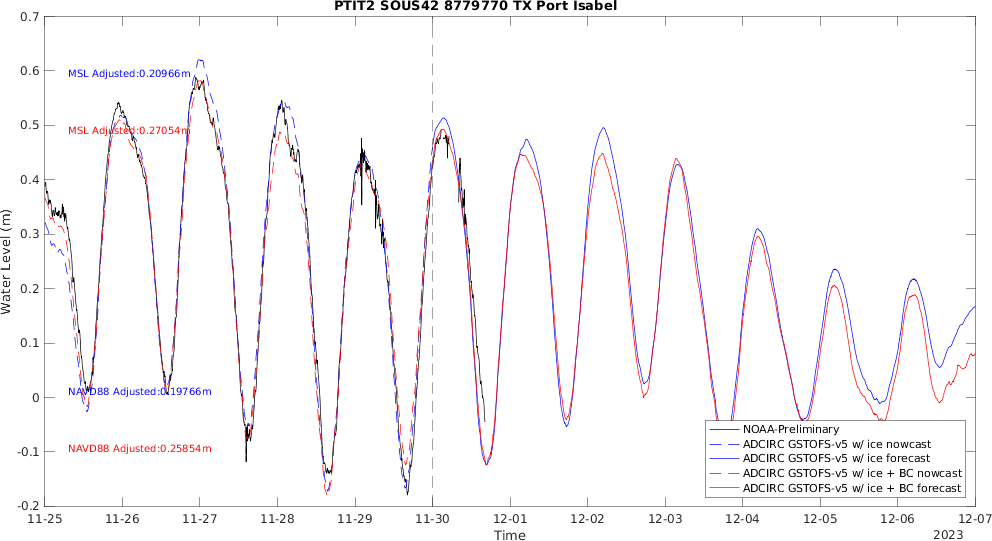 PTIT2 SOUS42 8779770 TX Port Isabel
Water Level (m)
0.7
0.6
0.5
0.4
0.3
0.2
0.1
0
-0.1
-0.2
MSL Adjusted:0.20966m
MSL Adjusted:0.27054m
NAVD88 Adjusted:0.19766m
NAVD88 Adjusted:0.25854m
NOAA-Preliminary
ADCIRC GSTOFS-v5 w/ ice nowcast
ADCIRC GSTOFS-v5 w/ ice forecast
ADCIRC GSTOFS-v5 w/ ice + BC nowcast
ADCIRC GSTOFS-v5 w/ ice + BC forecast
11-25 11-26 11-27 11-28 11-29 11-30 12-01 12-02 12-03 12-04 12-05 12-06 12-07
Time
2023